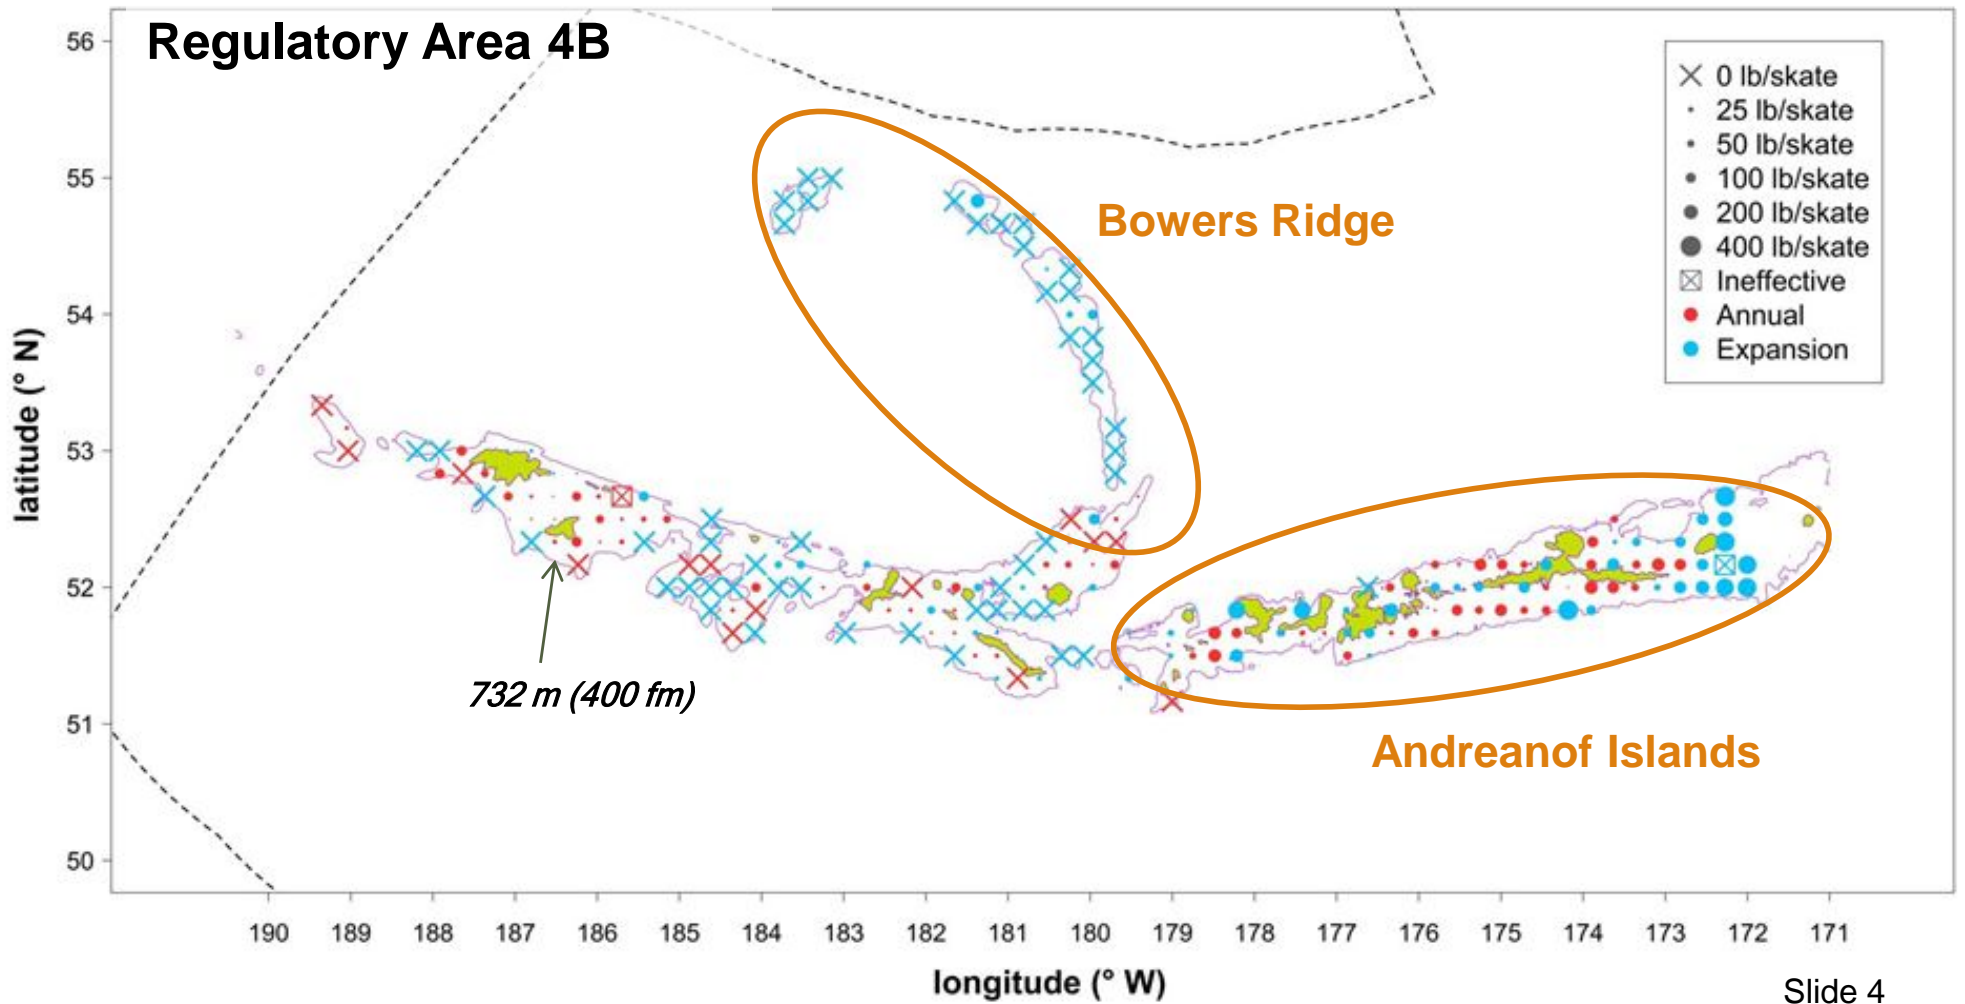 Regulatory Area 4B
56
55
54
53
52
51
50
latitude (° N)
0 lb/skate
25 lb/skate
50 lb/skate
100 lb/skate
200 lb/skate
400 lb/skate
Ineffective
Annual
Expansion
Bowers Ridge
732 m (400 fm)
Andreanof Islands
190 189 188 187 186 185 184 183 182 181 180 179 178 177 176 175 174 173 172 171
longitude (° W)
Slide 4